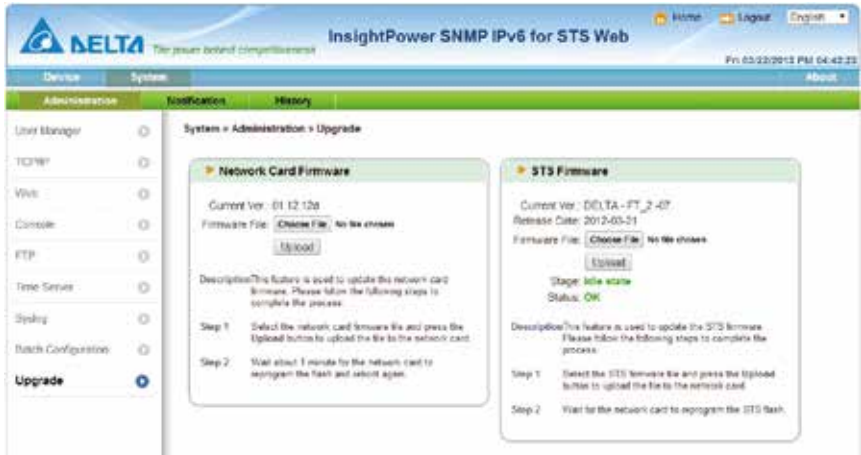 Home Logout English
DELTA The power behind competitiveness
InsightPower SNMP IPv6 for STS Web
Fri 03/22/2013 PM 04:42:23
Device System About
Administration Notification History
System » Administration » Upgrade
User Manager
TCP/IP
Web
Console
FTP
Time Server
Syslog
Batch Configuration
Upgrade
Network Card Firmware
Current Ver.: 01.12.12d
Firmware File: Choose File No file chosen
Upload
Description This feature is used to update the network card
firmware. Please follow the following steps to
complete the process.
Step 1 Select the network card firmware file and press the
Upload button to upload the file to the network card.
Step 2 Wait about 1 minute for the network card to
reprogram the flash and reboot again.
STS Firmware
Current Ver.: DELTA - FT_2 -07
Release Date: 2012-03-21
Firmware File: Choose File No file chosen
Upload
Stage: Idle state
Status: OK
Description This feature is used to update the STS firmware.
Please follow the following steps to complete the
process.
Step 1 Select the STS firmware file and press the Upload
button to upload the file to the network card.
Step 2 Wait for the network card to reprogram the STS flash.